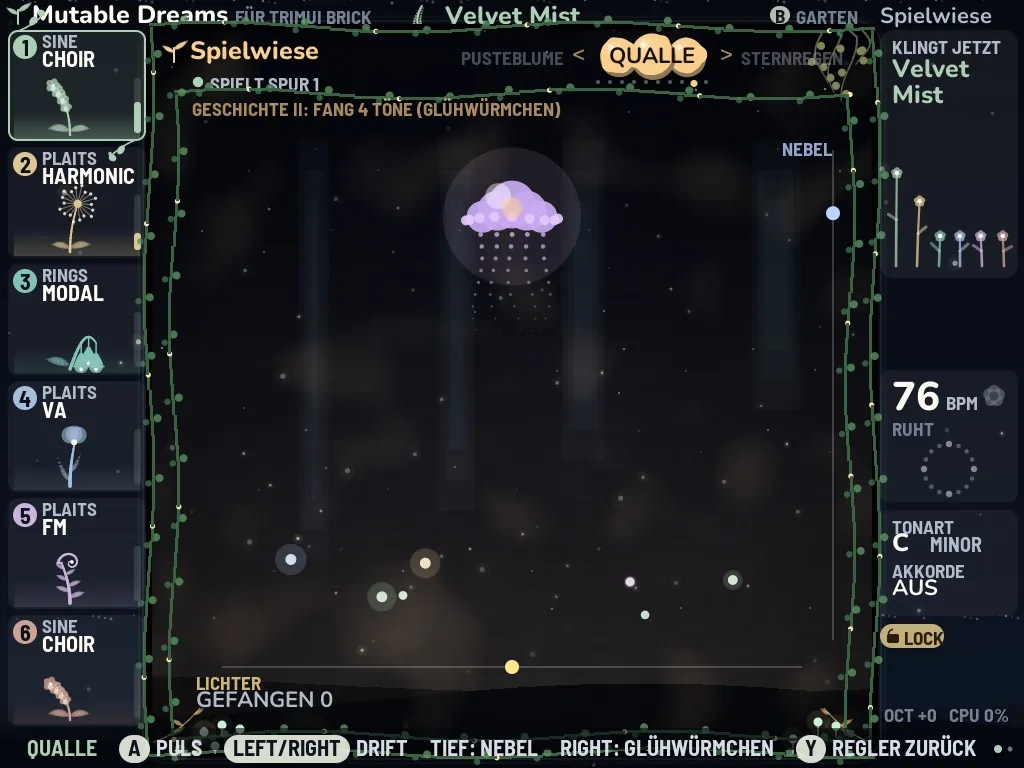 Mutable Dreams FÜR TRIMUI BRICK
Velvet Mist
B GARTEN
Spielwiese
1 SINE
CHOIR
2 PLAITS
HARMONIC
3 RINGS
MODAL
4 PLAITS
VA
5 PLAITS
FM
6 SINE
CHOIR
Spielwiese
SPIELT SPUR 1
PUSTEBLUME < QUALLE > STERNREGEN
GESCHICHTE II: FANG 4 TÖNE (GLÜHWÜRMCHEN)
NEBEL
LICHTER
GEFANGEN 0
KLINGT JETZT
Velvet
Mist
76 BPM
RUHT
TONART
C MINOR
AKKORDE
AUS
LOCK
OCT +0 CPU 0%
QUALLE A PULS LEFT/RIGHT DRIFT TIEF: NEBEL RIGHT: GLÜHWÜRMCHEN Y REGLER ZURÜCK